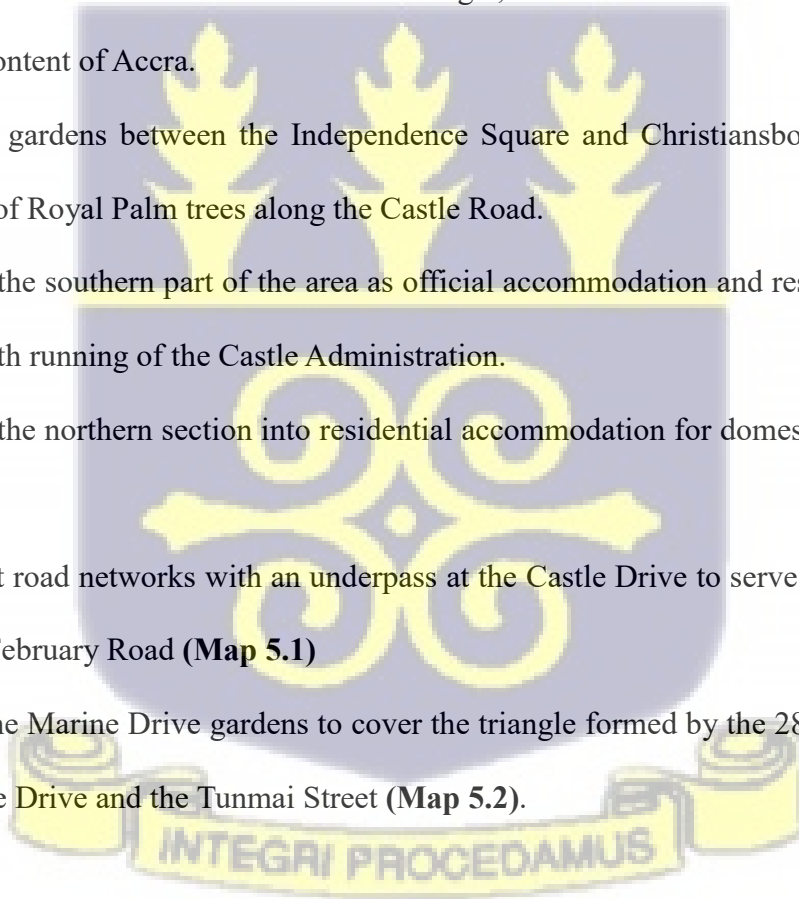 ontent of Accra.
gardens between the Independence Square and Christiansbo
of Royal Palm trees along the Castle Road.
the southern part of the area as official accommodation and res
th running of the Castle Administration.
the northern section into residential accommodation for domes
t road networks with an underpass at the Castle Drive to serve
February Road (Map 5.1)
he Marine Drive gardens to cover the triangle formed by the 28
e Drive and the Tunmai Street (Map 5.2).
INTEGRI PROCEDAMUS